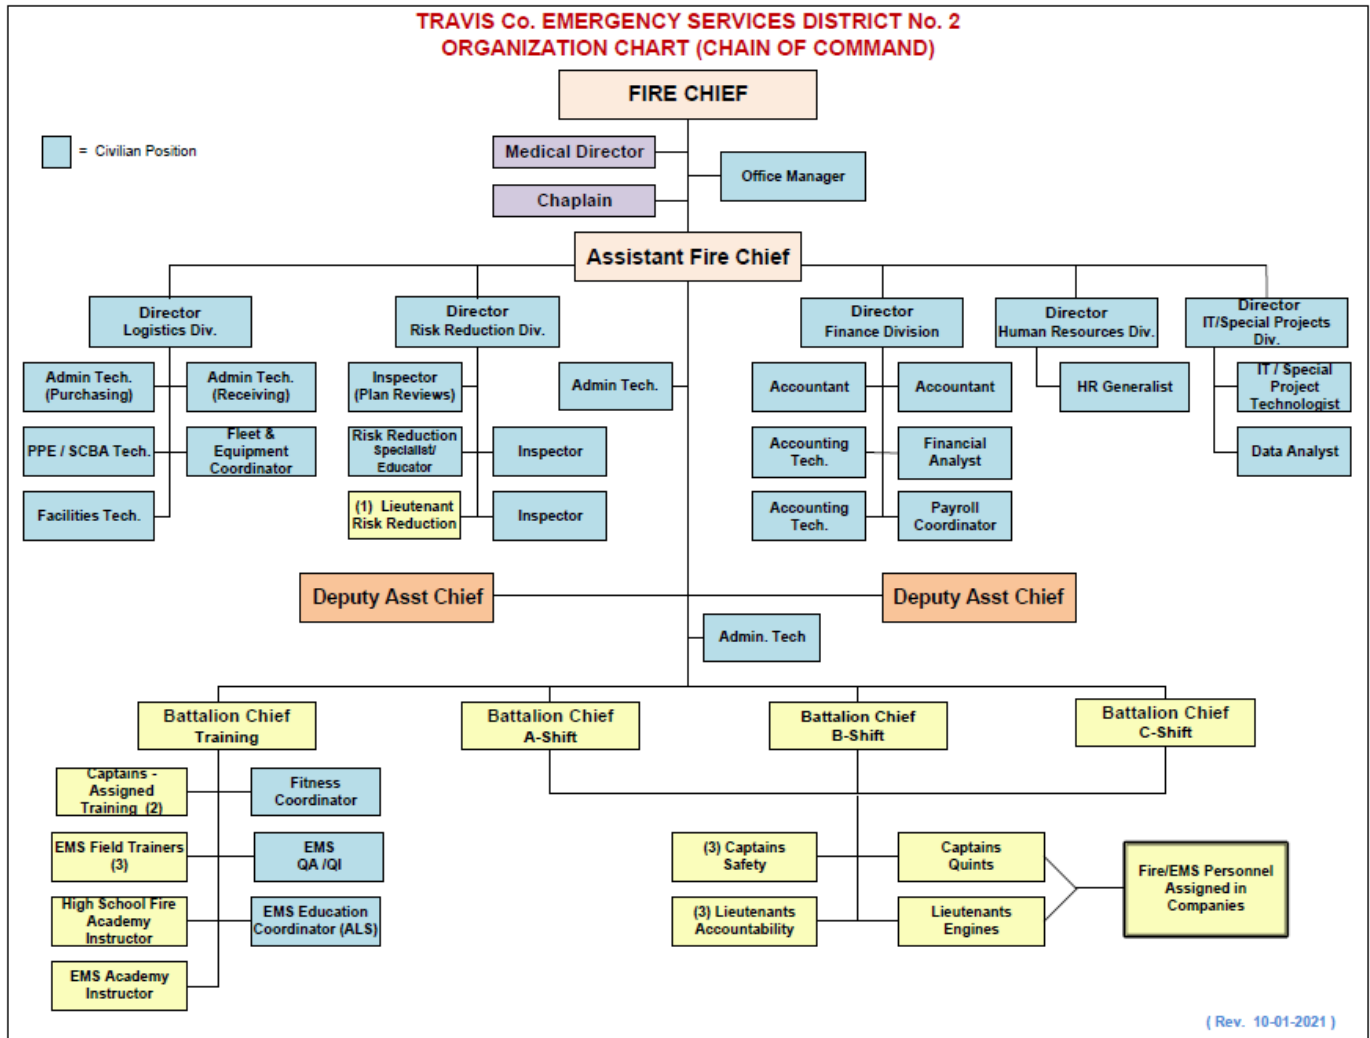 TRAVIS Co. EMERGENCY SERVICES DISTRICT No. 2
ORGANIZATION CHART (CHAIN OF COMMAND)
FIRE CHIEF
= Civilian Position
Medical Director
Office Manager
Chaplain
Assistant Fire Chief
Director
Logistics Div.
Director
Risk Reduction Div.
Director
Finance Division
Director
Human Resources Div.
Director
IT/Special Projects
Div.
Admin Tech.
(Purchasing)
Admin Tech.
(Receiving)
Inspector
(Plan Reviews)
Admin Tech.
Accountant
Accountant
HR Generalist
IT / Special
Project
Technologist
PPE / SCBA Tech.
Fleet &
Equipment
Coordinator
Risk Reduction
Specialist/
Educator
Inspector
Accounting
Tech.
Financial
Analyst
Data Analyst
Facilities Tech.
(1) Lieutenant
Risk Reduction
Inspector
Accounting
Tech.
Payroll
Coordinator
Deputy Asst Chief
Deputy Asst Chief
Admin. Tech
Battalion Chief
Training
Battalion Chief
A-Shift
Battalion Chief
B-Shift
Battalion Chief
C-Shift
Captains -
Assigned
Training (2)
Fitness
Coordinator
EMS Field Trainers
(3)
EMS
QA /QI
(3) Captains
Safety
Captains
Quints
Fire/EMS Personnel
Assigned in
Companies
High School Fire
Academy
Instructor
EMS Education
Coordinator (ALS)
(3) Lieutenants
Accountability
Lieutenants
Engines
EMS Academy
Instructor
( Rev. 10-01-2021 )